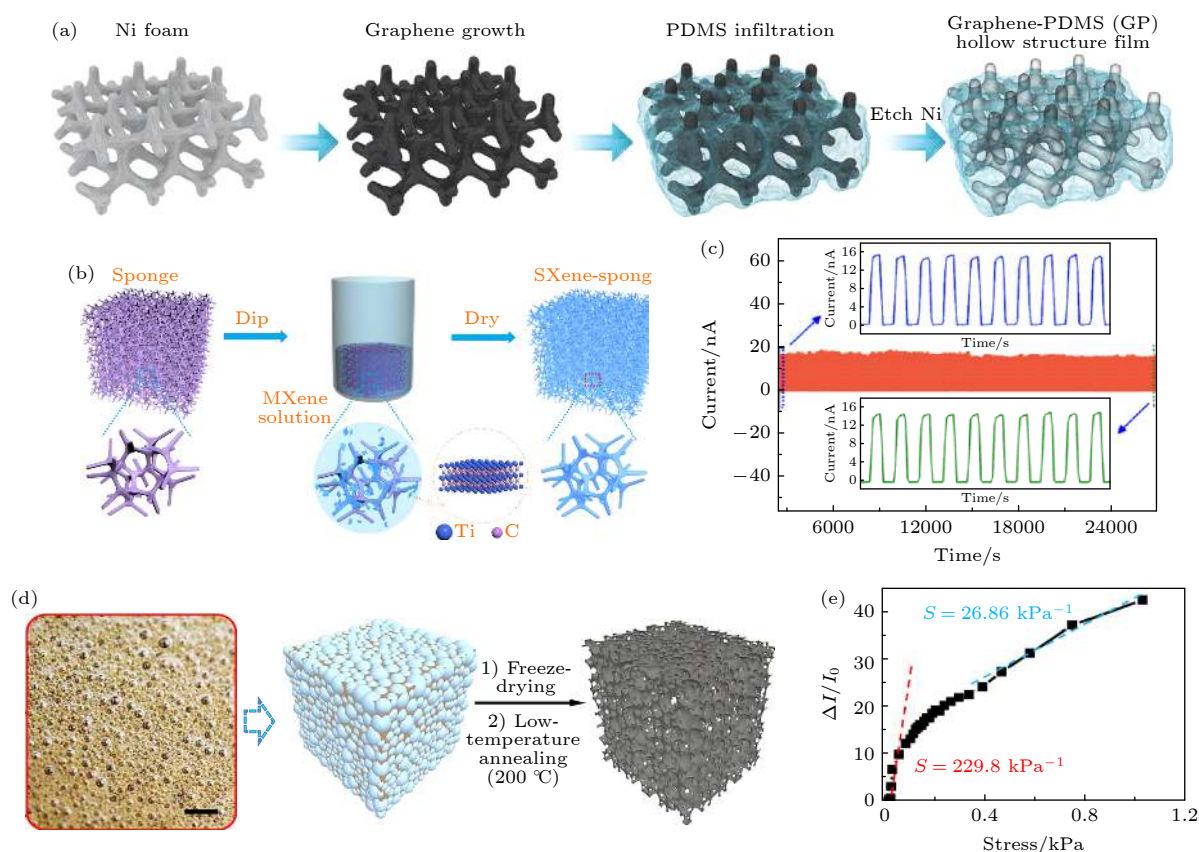 (a)
Ni foam
Graphene growth
PDMS infiltration
Graphene-PDMS (GP)
hollow structure film
Etch Ni
(b)
Sponge
Dip
MXene
solution
Dry
SXene-spong
Ti
C
(c)
Current/nA
60
40
20
0
−20
−40
6000
12000
18000
24000
Time/s
Current/nA
16
12
8
4
0
Time/s
Current/nA
16
12
8
4
0
Time/s
(d)
1) Freeze-
drying
2) Low-
temperature
annealing
(200 ℃)
(e)
ΔI/I₀
40
30
20
10
0
S = 26.86 kPa⁻¹
S = 229.8 kPa⁻¹
0
0.4
0.8
1.2
Stress/kPa